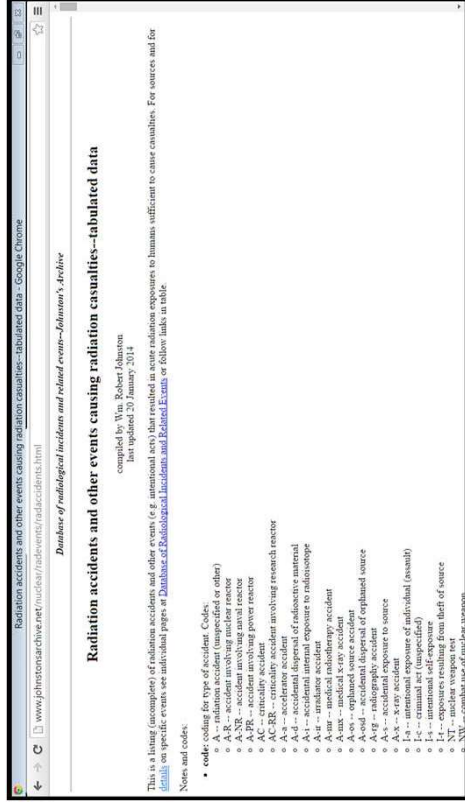 Radiation accidents and other events causing radiation casualties--tabulated data - Google Chrome
www.johnstonsarchive.net/nuclear/radevents/radaccidents.html
Database of radiological incidents and related events--Johnston's Archive
Radiation accidents and other events causing radiation casualties--tabulated data
compiled by Wm. Robert Johnston
last updated 20 January 2014
This is a listing (incomplete) of radiation accidents and other events (e.g. intentional acts) that resulted in acute radiation exposures to humans sufficient to cause casualties. For sources and for
details on specific events see individual pages at Database of Radiological Incidents and Related Events or follow links in table.
Notes and codes:
• code: coding for type of accident. Codes:
o A -- radiation accident (unspecified or other)
o A-R -- accident involving nuclear reactor
o A-NR -- accident involving naval reactor
o A-PR -- accident involving power reactor
o AC -- criticality accident
o AC-RR -- criticality accident involving research reactor
o A-a -- accelerator accident
o A-d -- accidental dispersal of radioactive material
o A-i -- accidental internal exposure to radioisotope
o A-ir -- irradiator accident
o A-mr -- medical radiotherapy accident
o A-mx -- medical x-ray accident
o A-os -- orphaned source accident
o A-osd -- accidental dispersal of orphaned source
o A-rg -- radiography accident
o A-s -- accidental exposure to source
o A-x -- x-ray accident
o I-a -- intentional exposure of individual (assault)
o I-c -- criminal act (unspecified)
o I-s -- intentional self-exposure
o I-t -- exposures resulting from theft of source
o NT -- nuclear weapon test
o NW -- combat use of nuclear weapon